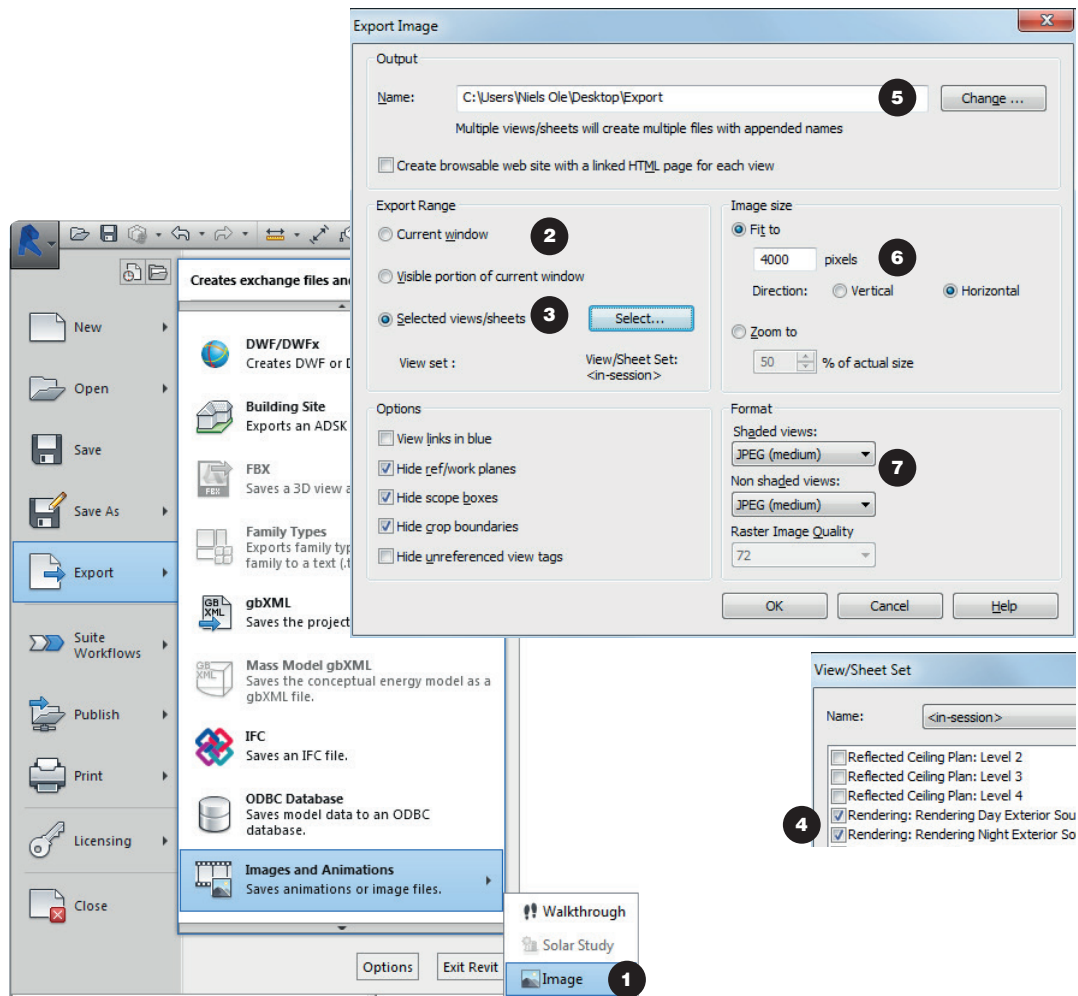 Export Image
Output
Name:
C:\Users\Niels Ole\Desktop\Export
5
Change ...
Multiple views/sheets will create multiple files with appended names
Create browsable web site with a linked HTML page for each view
Export Range
Current window
2
Visible portion of current window
Selected views/sheets
3
Select...
View set :
View/Sheet Set:
<in-session>
Image size
Fit to
4000
pixels
6
Direction:
Vertical
Horizontal
Zoom to
50
% of actual size
Options
View links in blue
Hide ref/work planes
Hide scope boxes
Hide crop boundaries
Hide unreferenced view tags
Format
Shaded views:
JPEG (medium)
7
Non shaded views:
JPEG (medium)
Raster Image Quality
72
OK
Cancel
Help
New
Open
Save
Save As
Export
Suite
Workflows
Publish
Print
Licensing
Close
Creates exchange files an
DWF/DWFx
Creates DWF or
Building Site
Exports an ADSK
FBX
FBX
Saves a 3D view
Family Types
Exports family typ
family to a text (.t
GB
XML
gbXML
Saves the project
GB
XML
Mass Model gbXML
Saves the conceptual energy model as a
gbXML file.
IFC
Saves an IFC file.
ODBC Database
Saves model data to an ODBC
database.
Images and Animations
Saves animations or image files.
Walkthrough
Solar Study
Image
1
Options
Exit Revit
View/Sheet Set
Name:
<in-session>
Reflected Ceiling Plan: Level 2
Reflected Ceiling Plan: Level 3
Reflected Ceiling Plan: Level 4
4
Rendering: Rendering Day Exterior Sou
Rendering: Rendering Night Exterior So